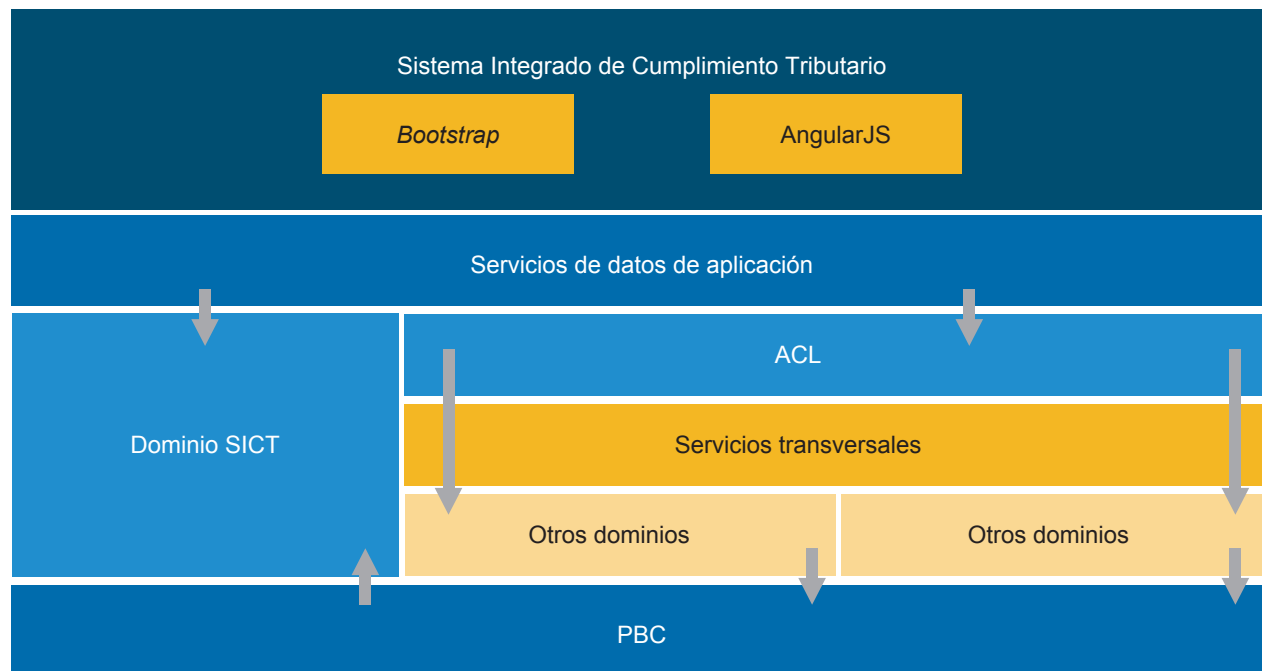 Sistema Integrado de Cumplimiento Tributario
Bootstrap
AngularJS
Servicios de datos de aplicación
Dominio SICT
ACL
Servicios transversales
Otros dominios
Otros dominios
PBC